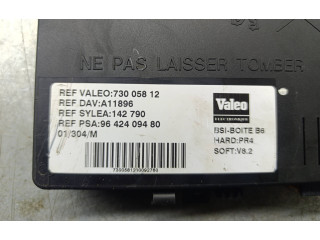 NE PAS LAISSER TOMBER
REF VALEO:730 058 12
REF DAV:A11896
REF SYLEA:142 790
REF PSA:96 424 094 80
01/304/M
Valeo
ELECTRONIQUE
BSI-BOITE B6
HARD:PR4
SOFT:V8.2